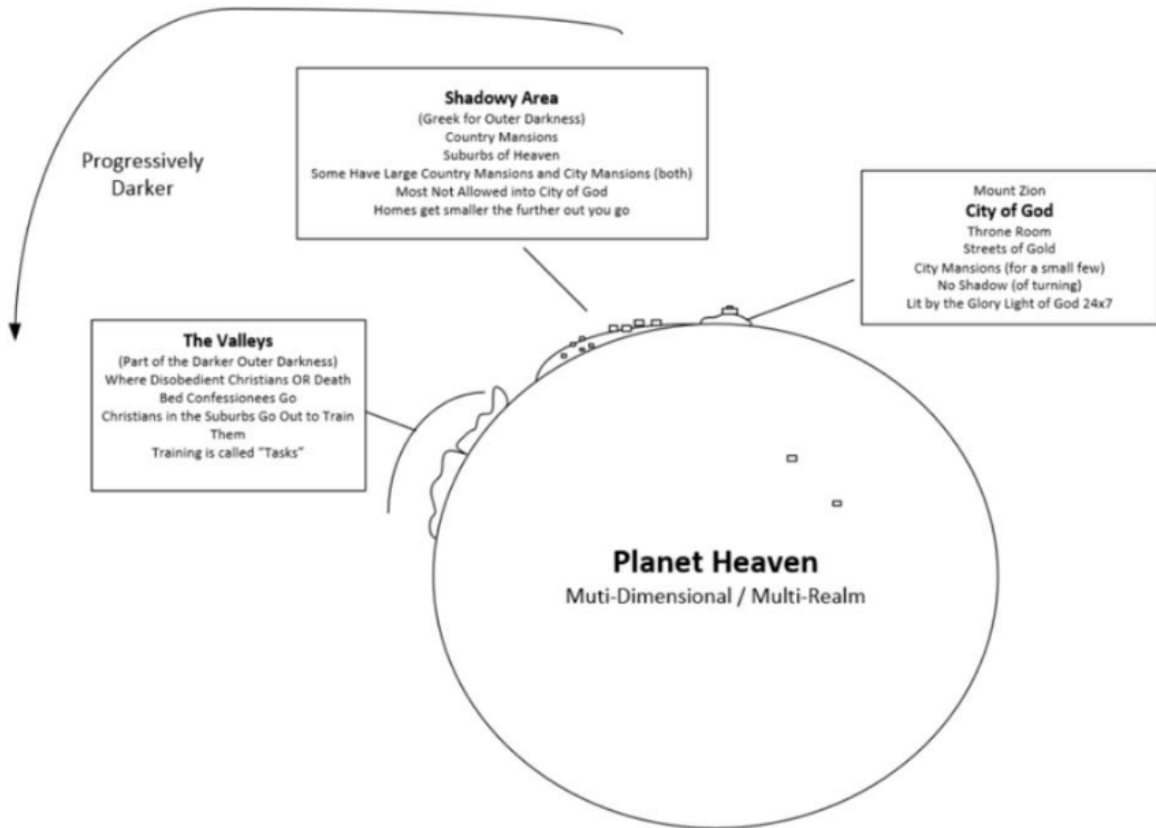 Progressively
Darker
Shadowy Area
(Greek for Outer Darkness)
Country Mansions
Suburbs of Heaven
Some Have Large Country Mansions and City Mansions (both)
Most Not Allowed into City of God
Homes get smaller the further out you go
Mount Zion
City of God
Throne Room
Streets of Gold
City Mansions (for a small few)
No Shadow (of turning)
Lit by the Glory Light of God 24x7
The Valleys
(Part of the Darker Outer Darkness)
Where Disobedient Christians OR Death
Bed Confessionees Go
Christians in the Suburbs Go Out to Train
Them
Training is called "Tasks"
Planet Heaven
Muti-Dimensional / Multi-Realm